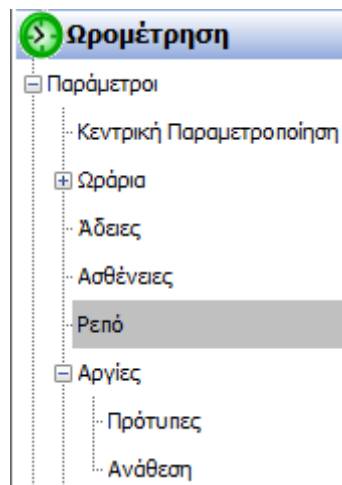 Ωρομέτρηση
Παράμετροι
Κεντρική Παραμετροποίηση
Ωράρια
Άδειες
Ασθένειες
Ρεπό
Αργίες
Πρότυπες
Ανάθεση